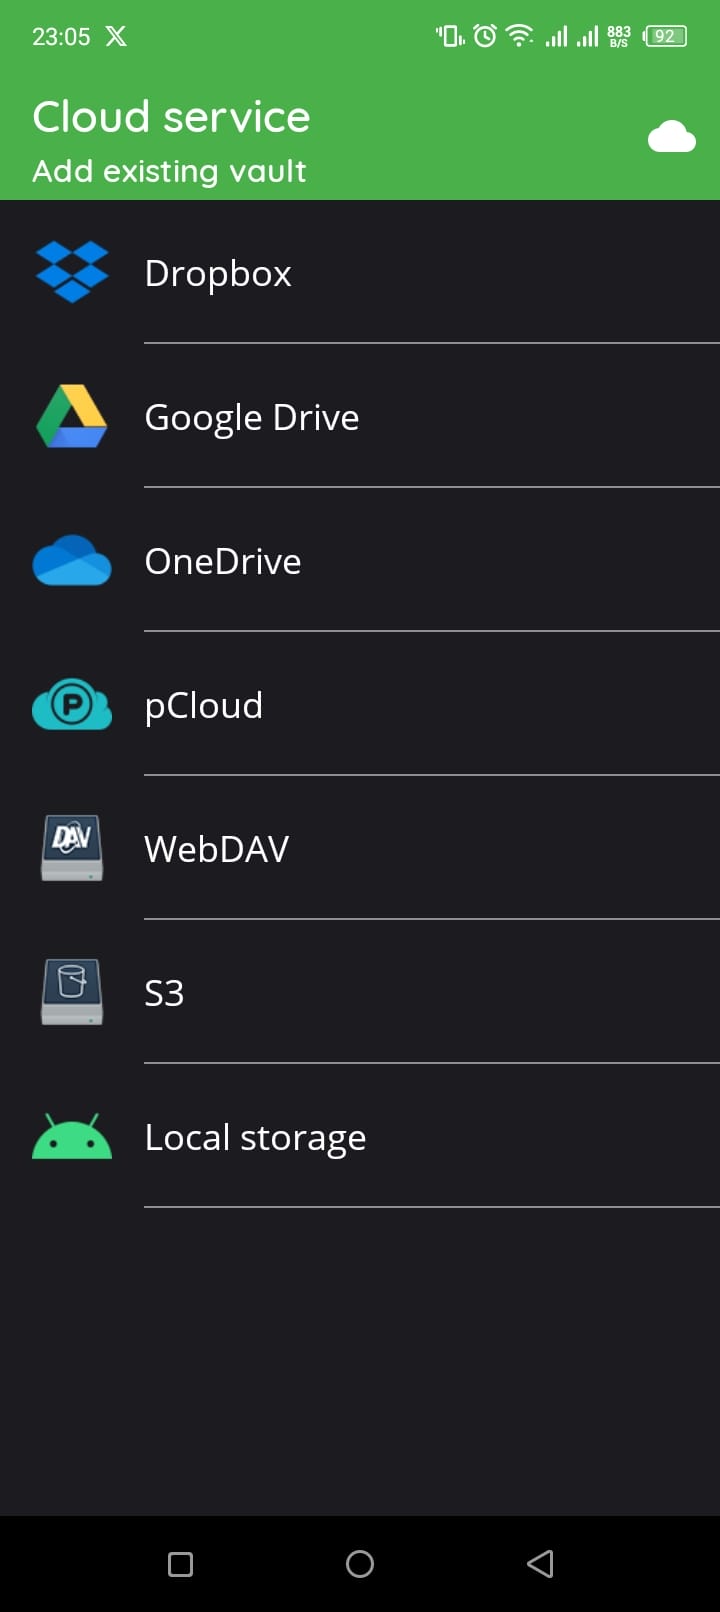 23:05
883
B/S
92
Cloud service
Add existing vault
Dropbox
Google Drive
OneDrive
P
pCloud
DAV
WebDAV
S3
Local storage